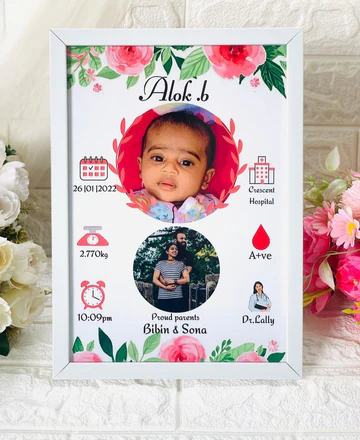 Alok .b
26|01|2022
Crescent
Hospital
2.770kg
A+ve
10:09pm
Proud parents
Bibin & Sona
Dr.Lally